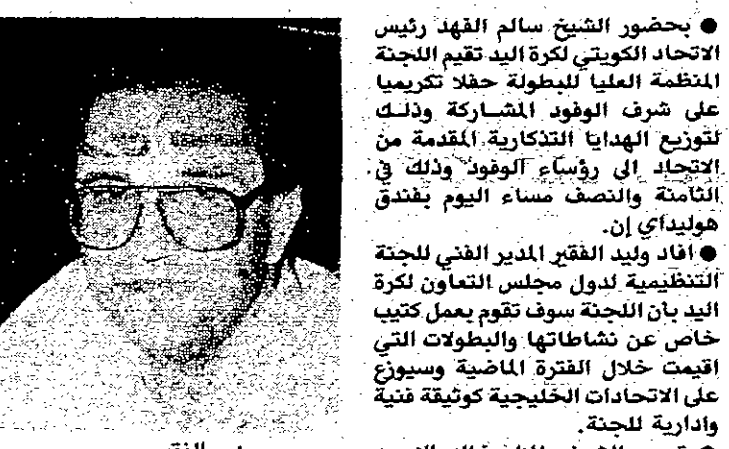 ● بحضور الشيخ سالم الفهد رئيس
الاتحاد الكويتي لكرة اليد تقيم اللجنة
المنظمة العليا للبطولة حفلا تكريميا
على شرف الوفود المشاركة وذلك
لتوزيع الهدايا التذكارية المقدمة من
الاتحاد الى رؤساء الوفود وذلك في
الثامنة والنصف مساء اليوم بفندق
هوليداي إن.
● افاد وليد الفقير المدير الفني للجنة
التنظيمية لدول مجلس التعاون لكرة
اليد بان اللجنة سوف تقوم بعمل كتيب
خاص عن نشاطاتها والبطولات التي
اقيمت خلال الفترة الماضية وسيوزع
على الاتحادات الخليجية كوثيقة فنية
وادارية للجنة.